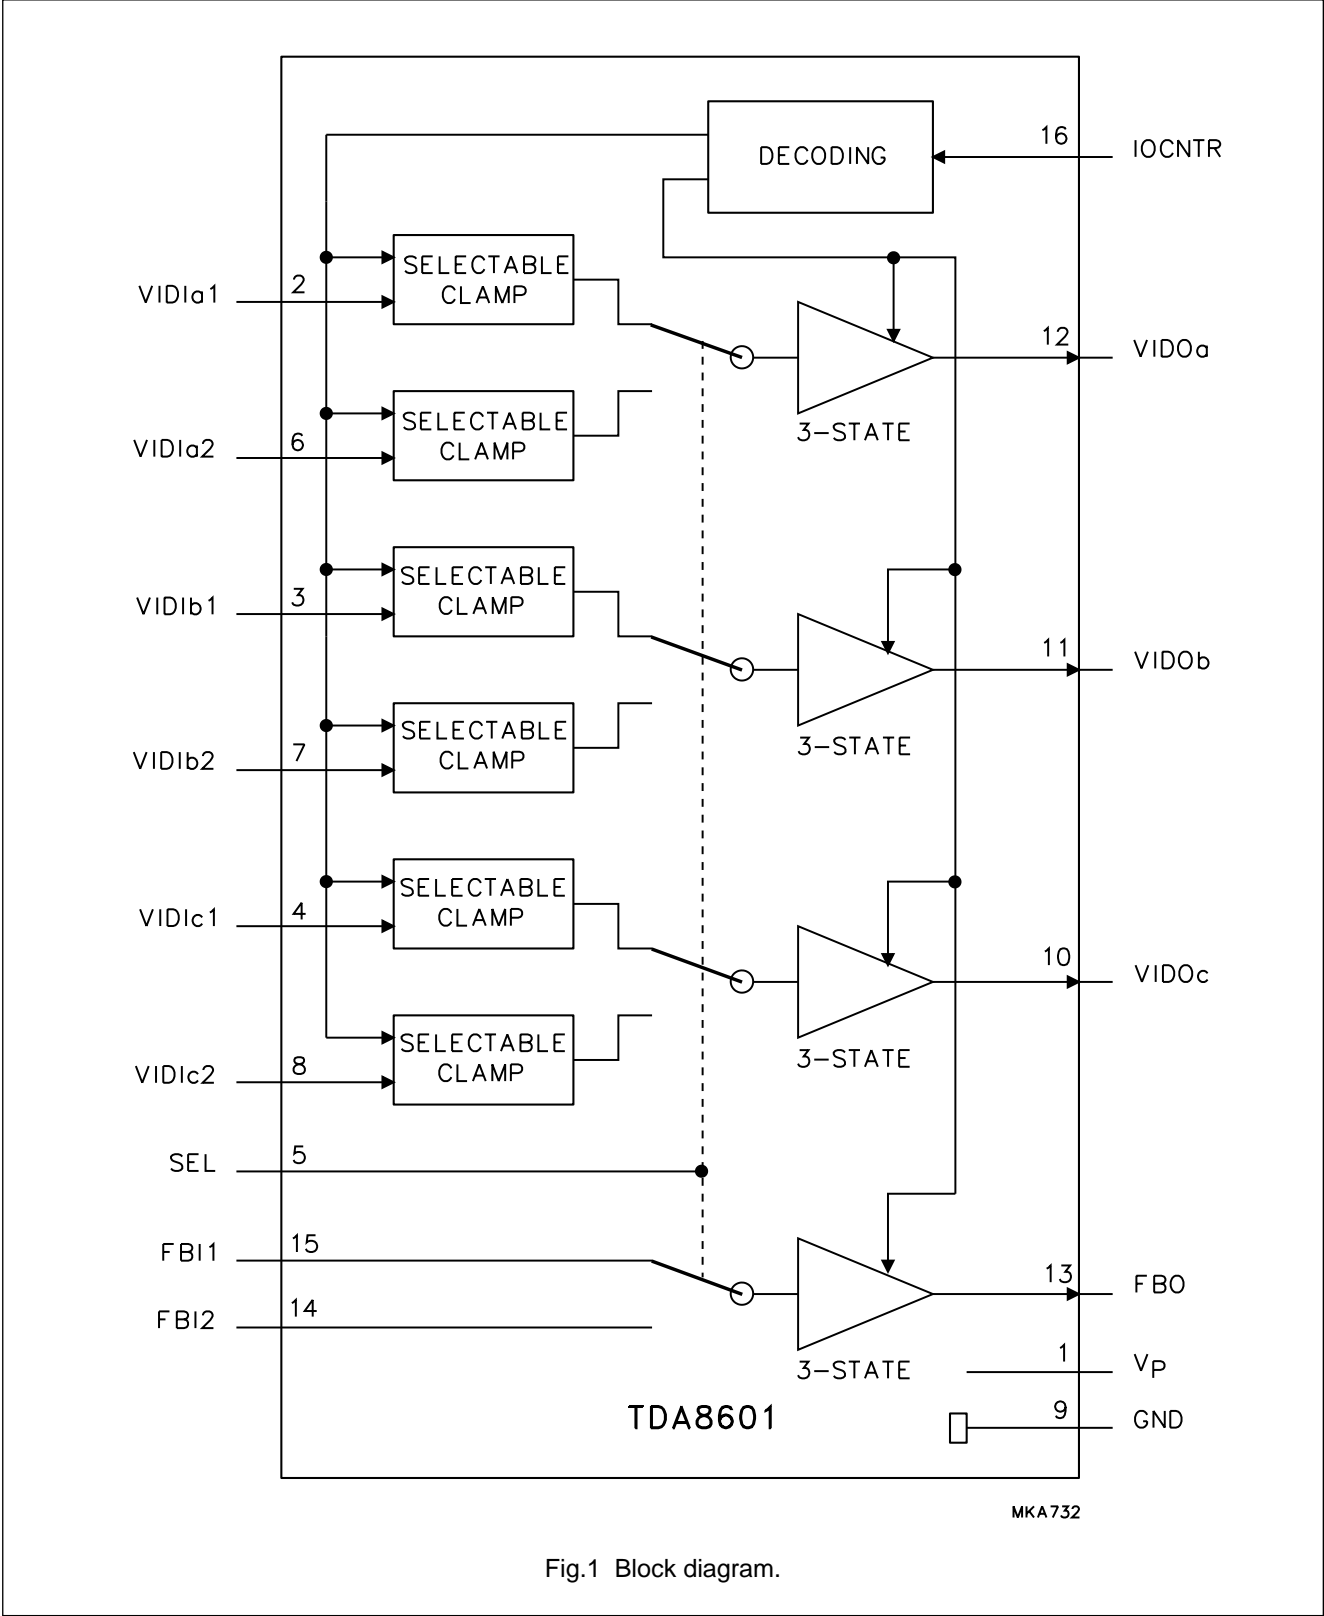 DECODING
16
IOCNTR
SELECTABLE
CLAMP
VIDIa1
2
12
VIDOa
3-STATE
SELECTABLE
CLAMP
VIDIa2
6
SELECTABLE
CLAMP
VIDIb1
3
11
VIDOb
3-STATE
SELECTABLE
CLAMP
VIDIb2
7
SELECTABLE
CLAMP
VIDIc1
4
10
VIDOc
3-STATE
SELECTABLE
CLAMP
VIDIc2
8
SEL
5
FBI1
15
13
FBO
FBI2
14
3-STATE
1
VP
TDA8601
9
GND
MKA732
Fig.1 Block diagram.